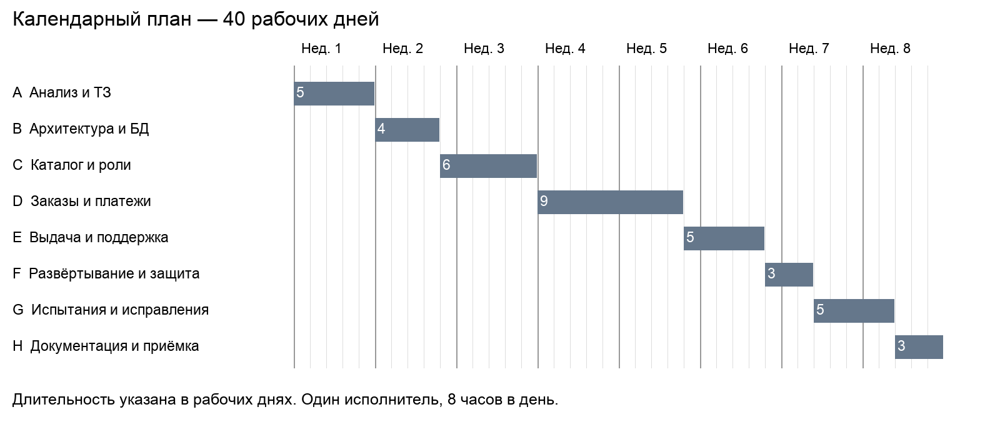 Календарный план — 40 рабочих дней
Нед. 1 Нед. 2 Нед. 3 Нед. 4 Нед. 5 Нед. 6 Нед. 7 Нед. 8
A Анализ и ТЗ 5
B Архитектура и БД 4
C Каталог и роли 6
D Заказы и платежи 9
E Выдача и поддержка 5
F Развёртывание и защита 3
G Испытания и исправления 5
H Документация и приёмка 3
Длительность указана в рабочих днях. Один исполнитель, 8 часов в день.